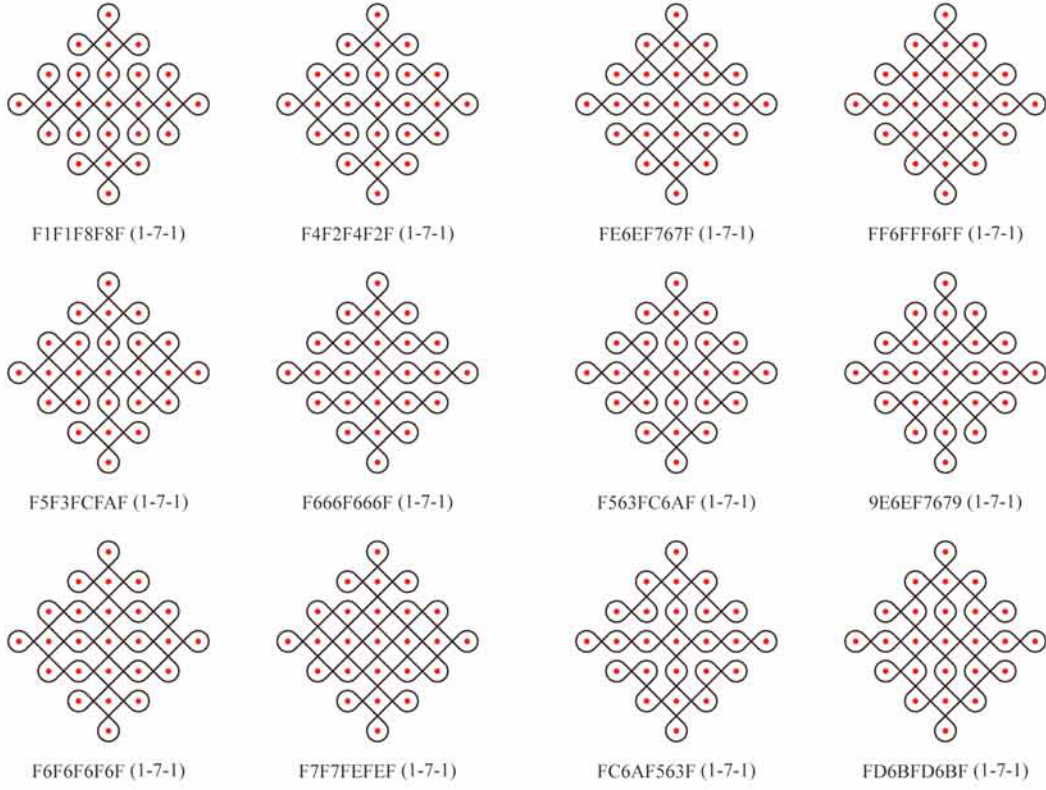 F1F1F8F8F (1-7-1)
F4F2F4F2F (1-7-1)
FE6EF767F (1-7-1)
FF6FFF6FF (1-7-1)
F5F3FCFAF (1-7-1)
F666F666F (1-7-1)
F563FC6AF (1-7-1)
9E6EF7679 (1-7-1)
F6F6F6F6F (1-7-1)
F7F7FEFEF (1-7-1)
FC6AF563F (1-7-1)
FD6BFD6BF (1-7-1)